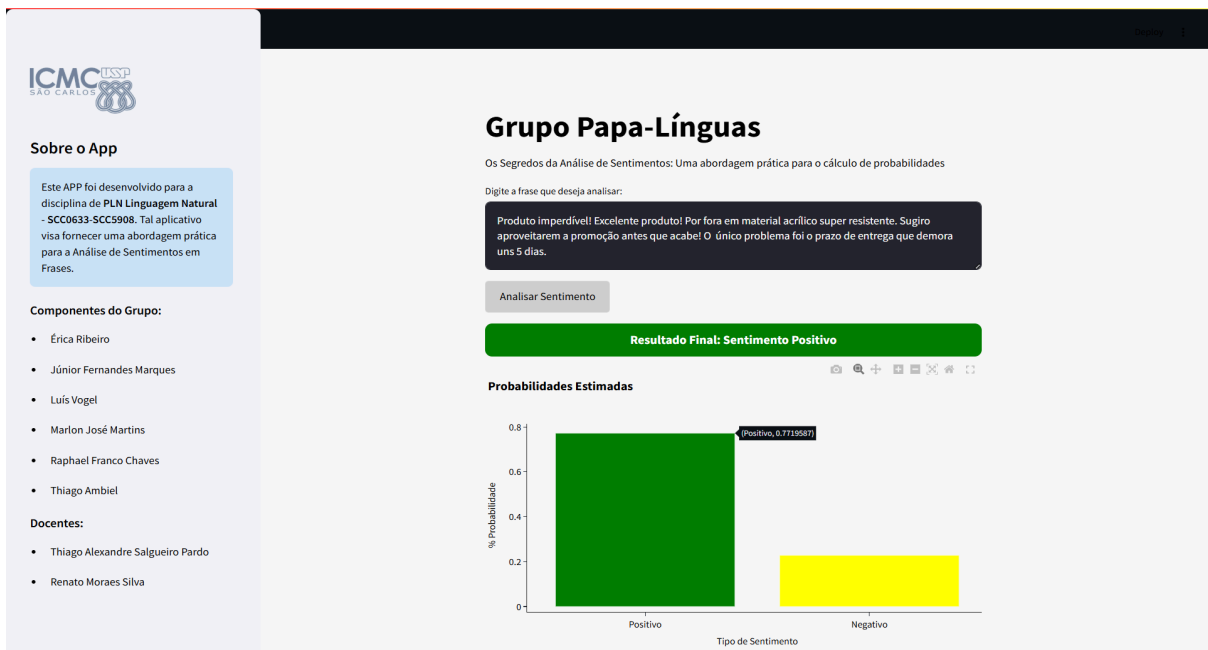 ICMC USP
SÃO CARLOS
Sobre o App
Este APP foi desenvolvido para a
disciplina de PLN Linguagem Natural
- SCC0633-SCC5908. Tal aplicativo
visa fornecer uma abordagem prática
para a Análise de Sentimentos em
Frases.
Componentes do Grupo:
• Érica Ribeiro
• Júnior Fernandes Marques
• Luís Vogel
• Marlon José Martins
• Raphael Franco Chaves
• Thiago Ambiel
Docentes:
• Thiago Alexandre Salgueiro Pardo
• Renato Moraes Silva
Deploy
Grupo Papa-Línguas
Os Segredos da Análise de Sentimentos: Uma abordagem prática para o cálculo de probabilidades
Digite a frase que deseja analisar:
Produto imperdível! Excelente produto! Por fora em material acrílico super resistente. Sugiro
aproveitarem a promoção antes que acabe! O único problema foi o prazo de entrega que demora
uns 5 dias.
Analisar Sentimento
Resultado Final: Sentimento Positivo
Probabilidades Estimadas
(Positivo, 0.7719587)
% Probabilidade
0.8
0.6
0.4
0.2
0
Positivo
Negativo
Tipo de Sentimento